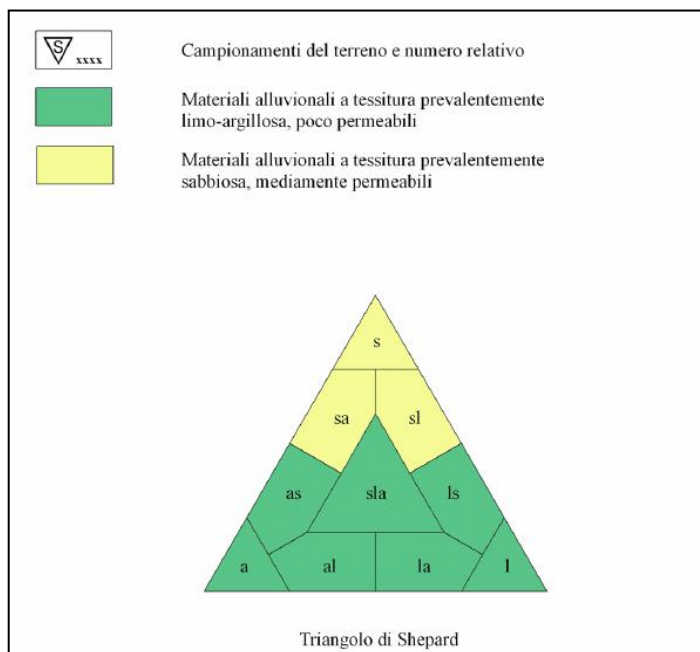 S xxxx
Campionamenti del terreno e numero relativo
Materiali alluvionali a tessitura prevalentemente
limo-argillosa, poco permeabili
Materiali alluvionali a tessitura prevalentemente
sabbiosa, mediamente permeabili
s
sa sl
as sla ls
a al la l
Triangolo di Shepard